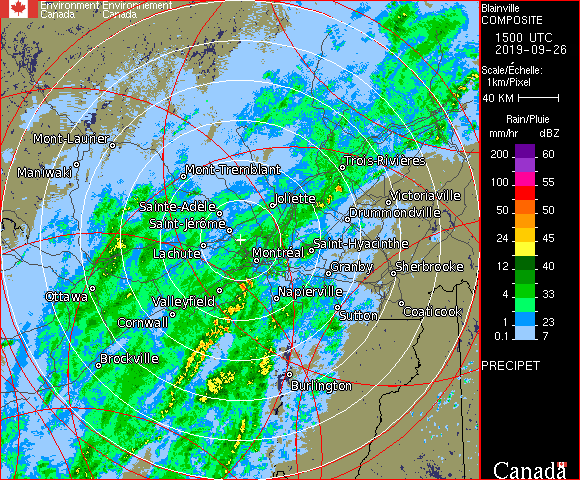 Environment Environnement
Canada Canada
Blainville
COMPOSITE
1500 UTC
2019-09-26
Scale/Échelle:
1km/Pixel
40 KM
Rain/Pluie
mm/hr dBZ
200 60
100 55
50 50
24 45
12 40
4 33
1 23
0.1 7
PRECIPET
Canada
Mont-Laurier
Maniwaki
Mont-Tremblant
Trois-Rivières
Sainte-Adèle
Joliette
Victoriaville
Saint-Jérôme
Drummondville
Lachute
Montréal
Saint-Hyacinthe
Granby
Sherbrooke
Ottawa
Valleyfield
Napierville
Cornwall
Sutton
Coaticook
Brockville
Burlington